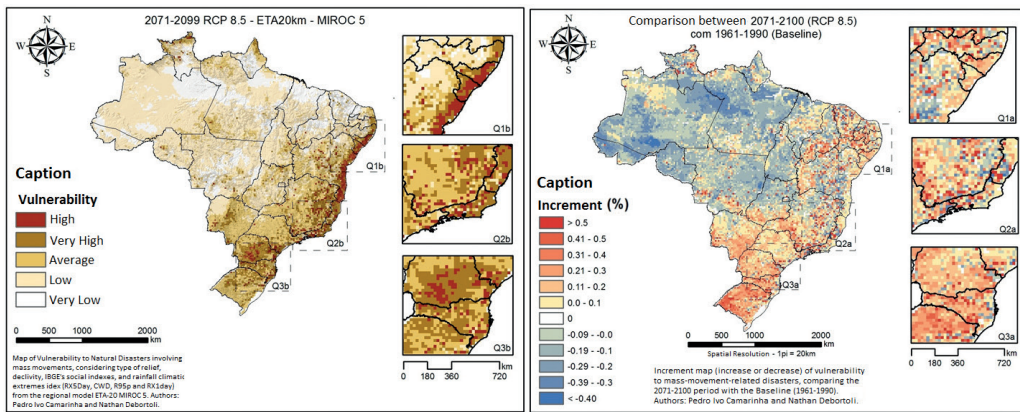 2071-2099 RCP 8.5 - ETA20km - MIROC 5
N
W
E
S
Q1b
Q2b
Q3b
Caption
Vulnerability
High
Very High
Average
Low
Very Low
0 500 1000 2000
km
Map of Vulnerability to Natural Disasters involving
mass movements, considering type of relief,
declivity, IBGE's social indexes, and rainfall climatic
extremes idex (RX5Day, CWD, R95p and RX1day)
from the regional model ETA-20 MIROC 5. Authors:
Pedro Ivo Camarinha and Nathan Debortoli.
Q1b
Q2b
Q3b
0 180 360 720
km
Comparison between 2071-2100 (RCP 8.5)
com 1961-1990 (Baseline)
N
W
E
S
Q1a
Q2a
Q3a
Caption
Increment (%)
> 0.5
0.41 - 0.5
0.31 - 0.4
0.21 - 0.3
0.11 - 0.2
0.0 - 0.1
0
-0.09 - -0.0
-0.19 - -0.1
-0.29 - -0.2
-0.39 - -0.3
< -0.40
0 500 1000 2000
km
Spatial Resolution - 1pi = 20km
Increment map (increase or decrease) of vulnerability
to mass-movement-related disasters, comparing the
2071-2100 period with the Baseline (1961-1990).
Authors: Pedro Ivo Camarinha and Nathan Debortoli.
Q1a
Q2a
Q3a
0 180 360 720
km